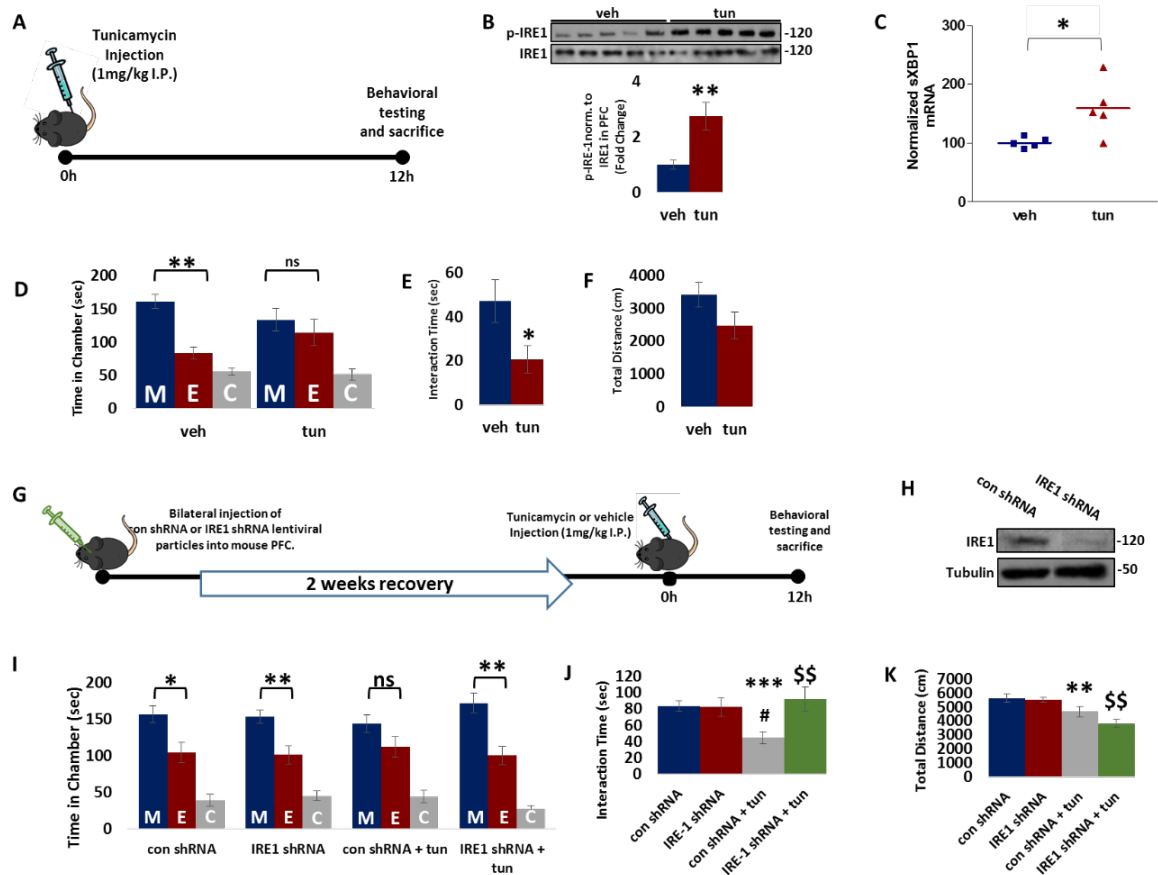 A
Tunicamycin
Injection
(1mg/kg I.P.)
Behavioral
testing
and sacrifice
0h
12h
B
veh
tun
p-IRE1
-120
IRE1
-120
p-IRE-1norm. to
IRE1 in PFC
(Fold Change)
4
2
0
**
veh tun
C
*
Normalized sXBP1
mRNA
300
200
100
0
veh
tun
D
Time in Chamber (sec)
200
150
100
50
0
**
ns
M E C
M E C
veh
tun
E
Interaction Time (sec)
60
40
20
0
*
veh tun
F
Total Distance (cm)
4000
3000
2000
1000
0
veh tun
G
Bilateral injection of
on shRNA or IRE1 shRNA lentiviral
particles into mouse PFC.
Tunicamycin or vehicle
Injection (1mg/kg I.P.)
Behavioral
testing and
sacrifice
2 weeks recovery
0h
12h
H
con shRNA
IRE1 shRNA
IRE1
-120
Tubulin
-50
I
Time in Chamber (sec)
200
150
100
50
0
*
**
ns
**
M E C
M E C
M E C
M E C
con shRNA
IRE1 shRNA
con shRNA + tun
IRE1 shRNA +
tun
J
Interaction Time (sec)
120
100
80
60
40
20
0
***
#
$$
con shRNA
IRE-1 shRNA
con shRNA + tun
IRE-1 shRNA + tun
K
Total Distance (cm)
7000
6000
5000
4000
3000
2000
1000
0
**
$$
con shRNA
IRE1 shRNA
con shRNA + tun
IRE1 shRNA + tun